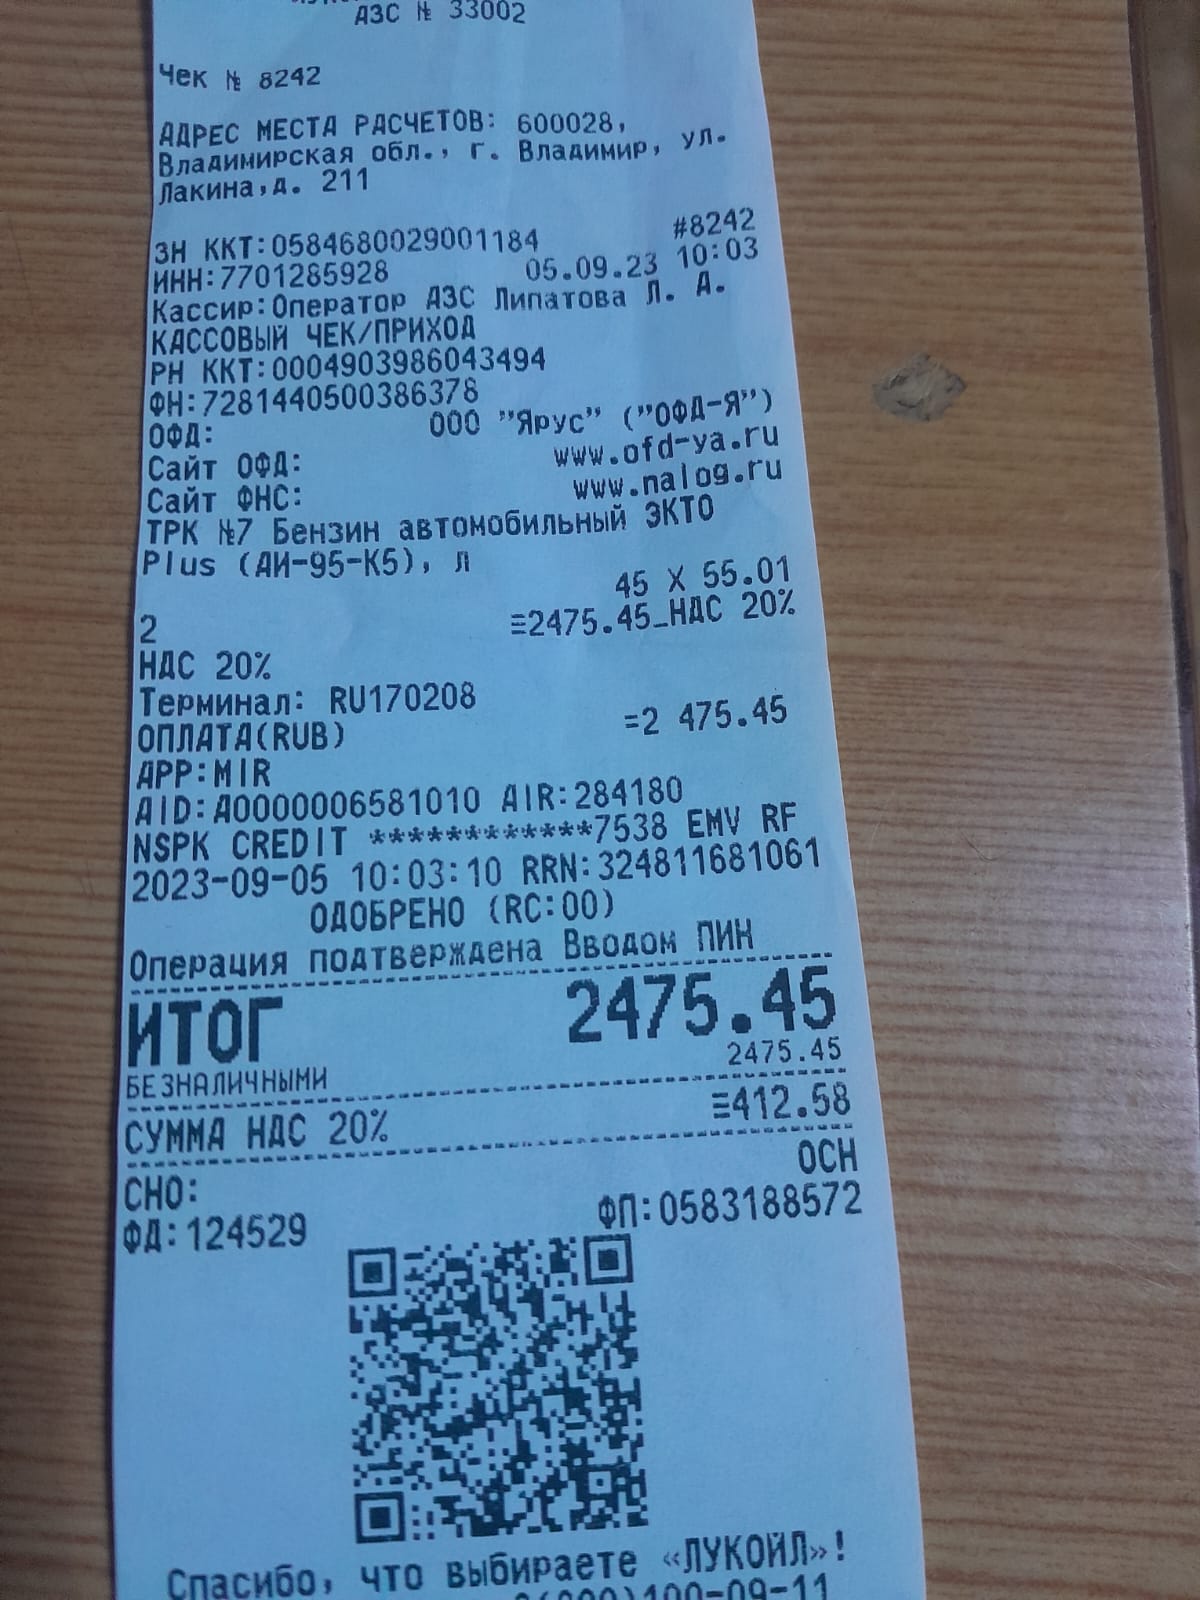 АЗС № 33002
Чек № 8242
АДРЕС МЕСТА РАСЧЕТОВ: 600028,
Владимирская обл., г. Владимир, ул.
Лакина,д. 211
#8242
ЗН ККТ:0584680029001184
ИНН:7701285928 05.09.23 10:03
Кассир:Оператор АЗС Липатова Л. А.
КАССОВЫЙ ЧЕК/ПРИХОД
РН ККТ:0004903986043494
ФН:7281440500386378
ОФД: ООО "Ярус" ("ОФД-Я")
Сайт ОФД: www.ofd-ya.ru
Сайт ФНС: www.nalog.ru
ТРК №7 Бензин автомобильный ЭКТО
Plus (АИ-95-К5), л
45 X 55.01
2 ≡2475.45_НДС 20%
НДС 20%
Терминал: RU170208
ОПЛАТА(RUB) =2 475.45
APP:MIR
AID:A0000006581010 AIR:284180
NSPK CREDIT ************7538 EMV RF
2023-09-05 10:03:10 RRN:324811681061
ОДОБРЕНО (RC:00)
Операция подтверждена Вводом ПИН
ИТОГ 2475.45
БЕЗНАЛИЧНЫМИ 2475.45
СУММА НДС 20% ≡412.58
СНО: ОСН
ФД:124529 ФП:0583188572
Спасибо, что выбираете «ЛУКОЙЛ»!
100-09-11